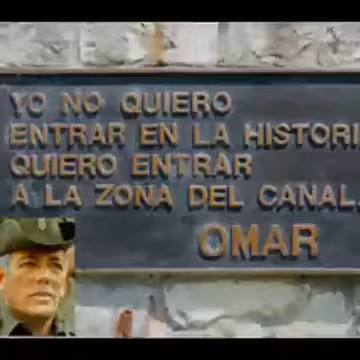 YO NO QUIERO
ENTRAR EN LA HISTORI
QUIERO ENTRAR
A LA ZONA DEL CANAL.
OMAR